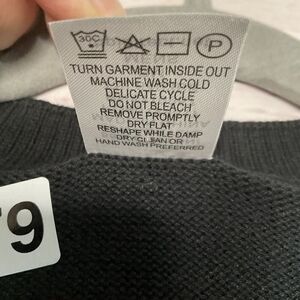 30C P
TURN GARMENT INSIDE OUT
MACHINE WASH COLD
DELICATE CYCLE
DO NOT BLEACH
REMOVE PROMPTLY
DRY FLAT
RESHAPE WHILE DAMP
DRY CLEAN OR
HAND WASH PREFERRED
79